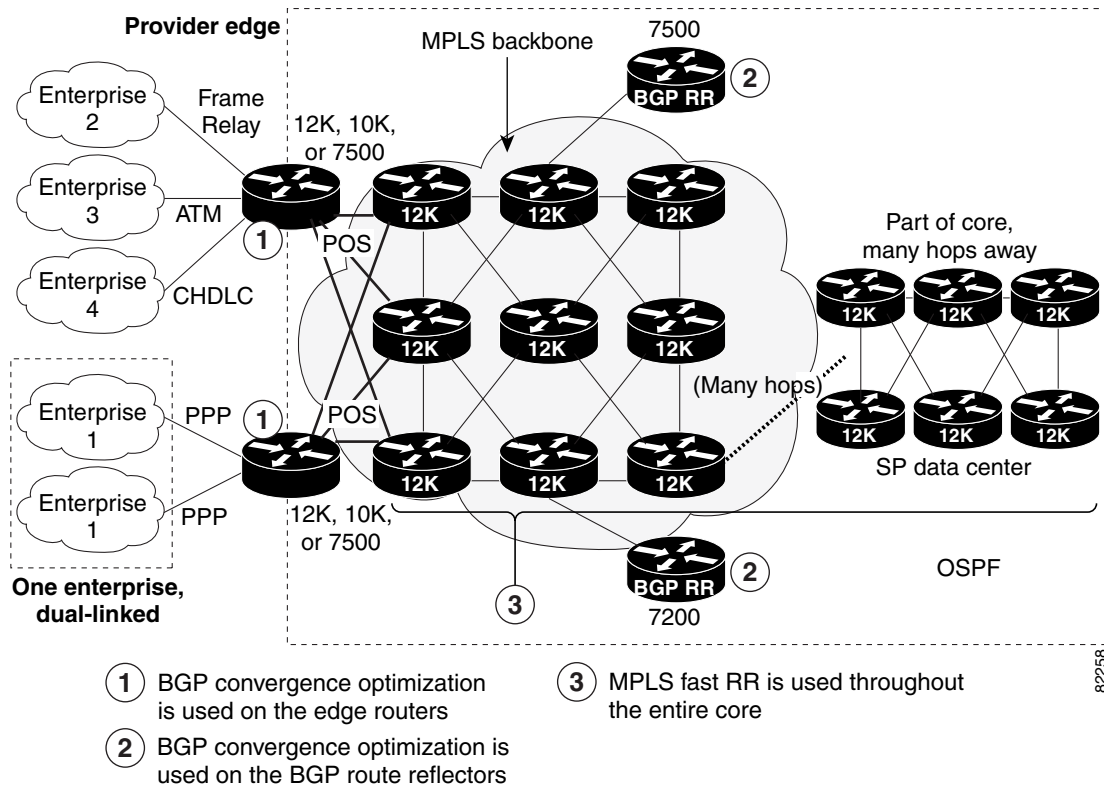 Provider edge
MPLS backbone
7500
BGP RR
2
Enterprise
2
Frame
Relay
12K, 10K,
or 7500
Enterprise
3
ATM
1
POS
12K
12K
12K
Enterprise
4
CHDLC
Part of core,
many hops away
12K
12K
12K
12K
12K
12K
(Many hops)
Enterprise
1
PPP
1
POS
12K
12K
12K
SP data center
Enterprise
1
PPP
12K
12K
12K
12K, 10K,
or 7500
One enterprise,
dual-linked
3
BGP RR
2
7200
OSPF
82258
1 BGP convergence optimization
is used on the edge routers
2 BGP convergence optimization is
used on the BGP route reflectors
3 MPLS fast RR is used throughout
the entire core